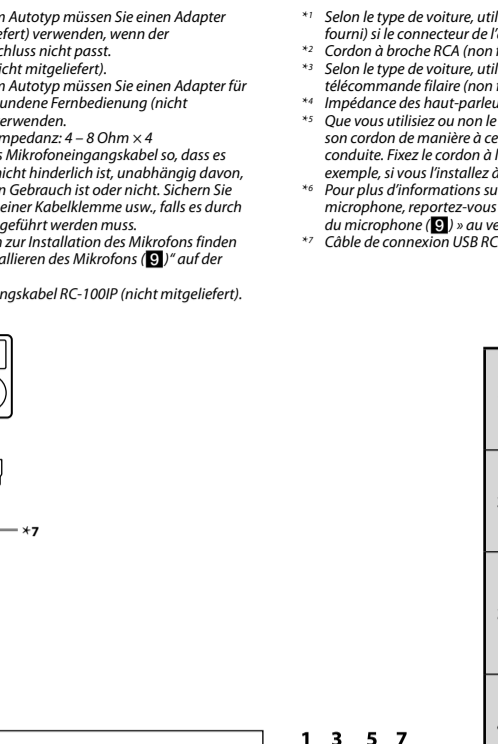 n Autotyp müssen Sie einen Adapter
efert) verwenden, wenn der
chluss nicht passt.
icht mitgeliefert).
n Autotyp müssen Sie einen Adapter für
undene Fernbedienung (nicht
erwenden.
mpedanz: 4 – 8 Ohm × 4
s Mikrofoneingangskabel so, dass es
nicht hinderlich ist, unabhängig davon,
n Gebrauch ist oder nicht. Sichern Sie
einer Kabelklemme usw., falls es durch
geführt werden muss.
n zur Installation des Mikrofons finden
allieren des Mikrofons (9)“ auf der
ngskabel RC-100IP (nicht mitgeliefert).
*1 Selon le type de voiture, util
fourni) si le connecteur de l’
*2 Cordon à broche RCA (non f
*3 Selon le type de voiture, util
télécommande filaire (non f
*4 Impédance des haut-parleu
*5 Que vous utilisiez ou non le
son cordon de manière à ce
conduite. Fixez le cordon à l
exemple, si vous l’installez à
*6 Pour plus d’informations su
microphone, reportez-vous
du microphone (9) » au ve
*7 Câble de connexion USB RC
*7
1 3 5 7